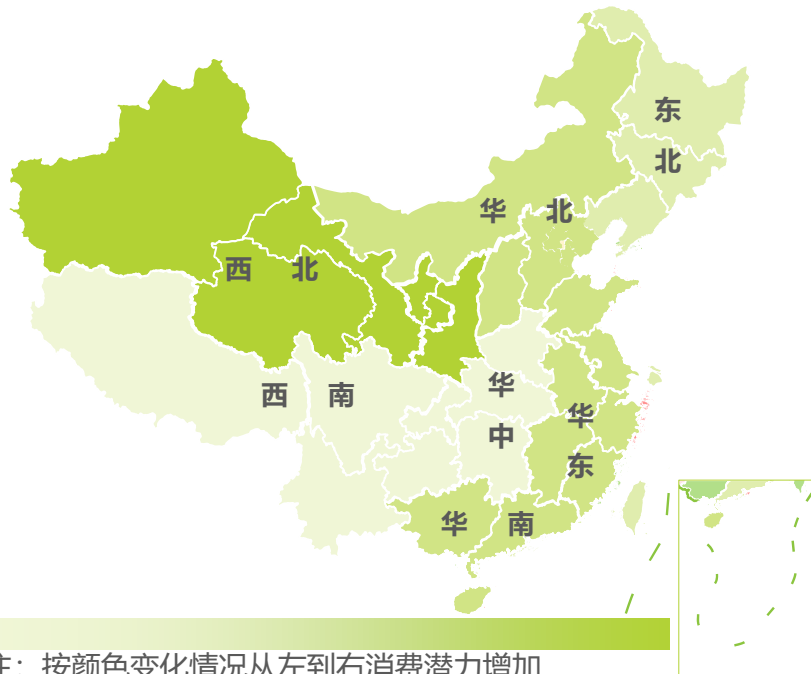 东
北
华 北
西 北
西 南
华
中
华
东
华 南
注：按颜色变化情况从左到右消费潜力增加